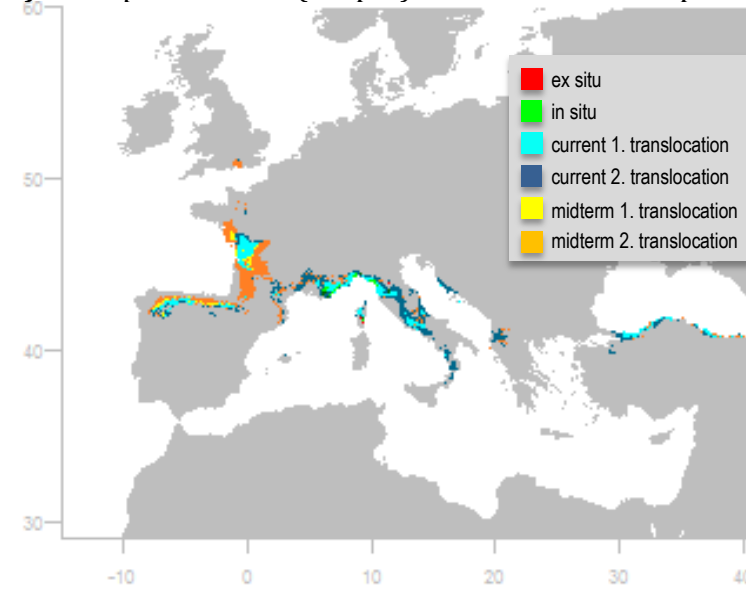 60
ex situ
in situ
current 1. translocation
50
current 2. translocation
midterm 1. translocation
midterm 2. translocation
40
30
-10 0 10 20 30